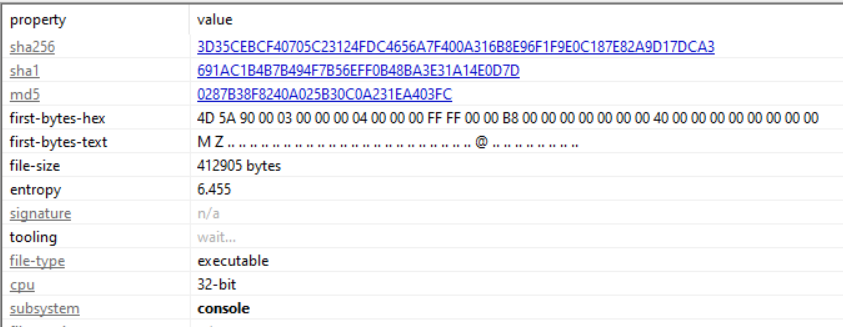 property value
sha256 3D35CEBCF40705C23124FDC4656A7F400A316B8E96F1F9E0C187E82A9D17DCA3
sha1 691AC1B4B7B494F7B56EFF0B48BA3E31A14E0D7D
md5 0287B38F8240A025B30C0A231EA403FC
first-bytes-hex 4D 5A 90 00 03 00 00 00 04 00 00 00 FF FF 00 00 B8 00 00 00 00 00 00 00 40 00 00 00 00 00 00 00
first-bytes-text M Z .. .. .. .. .. .. .. .. .. .. .. .. .. .. .. .. .. .. .. .. .. .. @ .. .. .. .. .. .. ..
file-size 412905 bytes
entropy 6.455
signature n/a
tooling wait...
file-type executable
cpu 32-bit
subsystem console